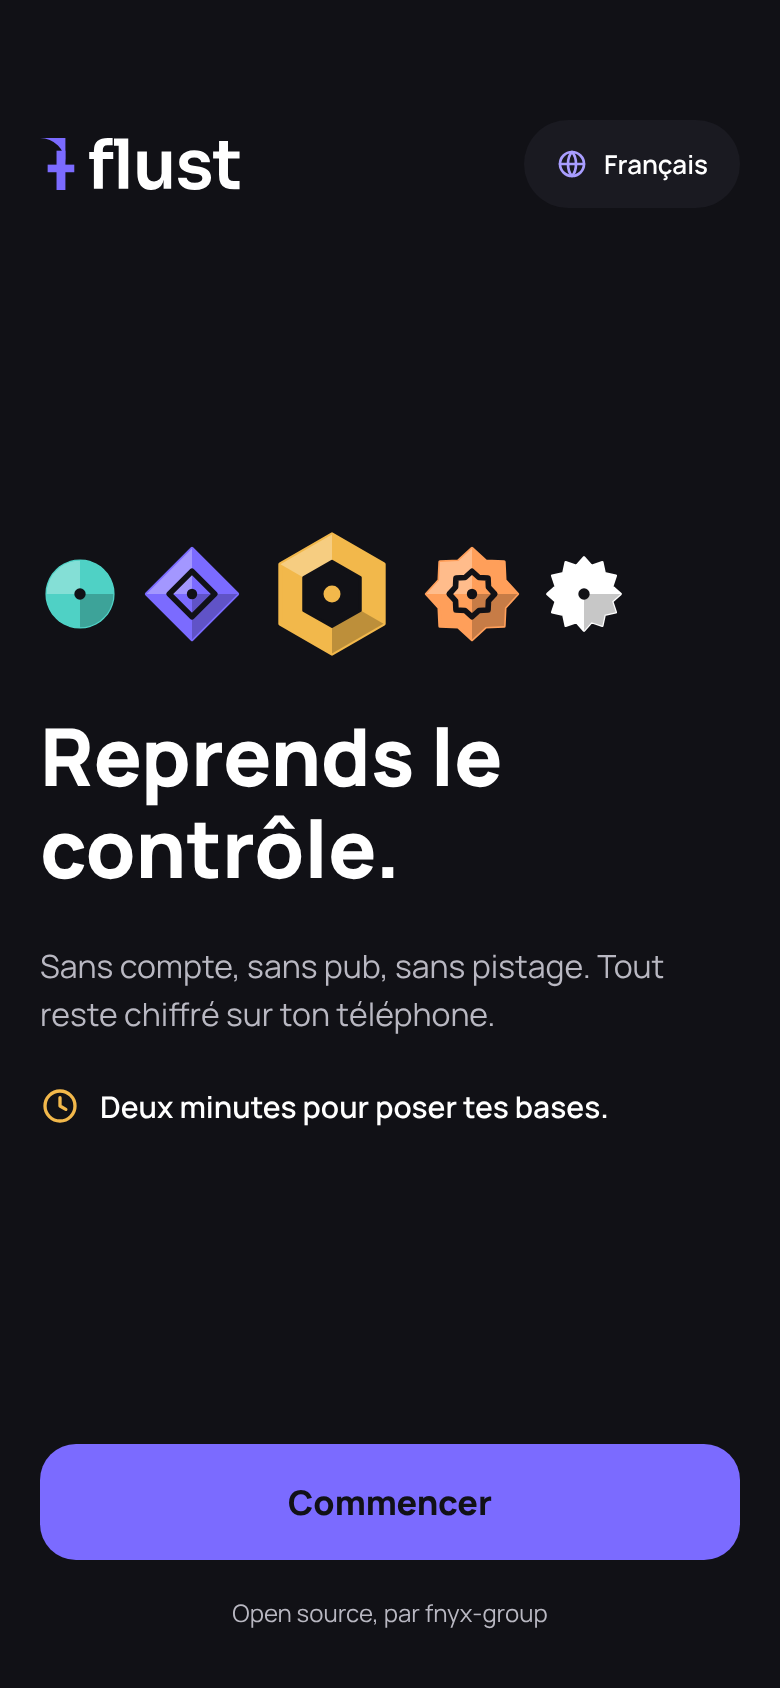 flust
Français
Reprends le
contrôle.
Sans compte, sans pub, sans pistage. Tout
reste chiffré sur ton téléphone.
Deux minutes pour poser tes bases.
Commencer
Open source, par fnyx-group